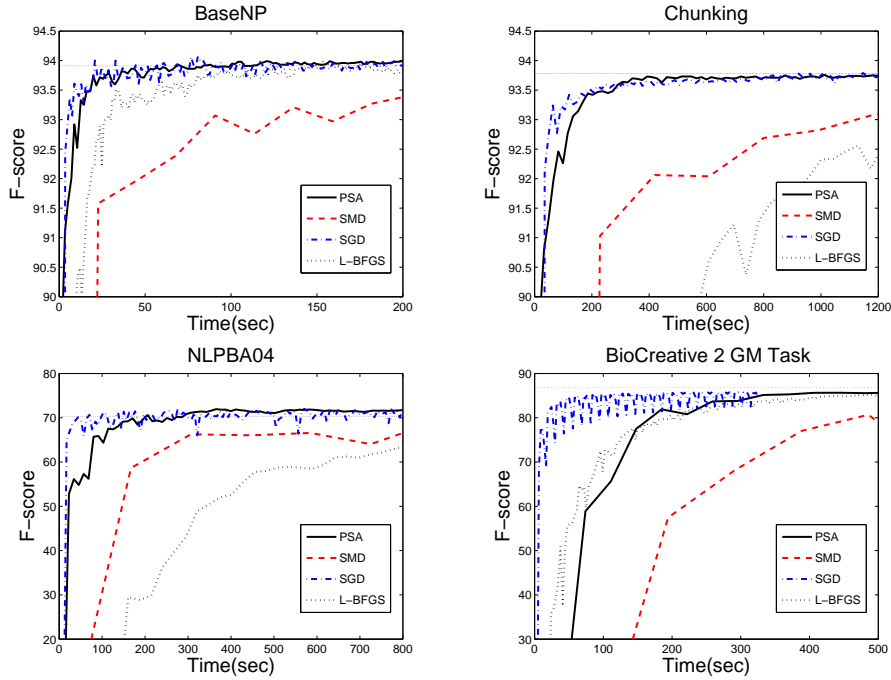 BaseNP
94.5
94
93.5
93
92.5
92
91.5
91
90.5
90
F−score
0
50
100
150
200
Time(sec)
PSA
SMD
SGD
L−BFGS
Chunking
94.5
94
93.5
93
92.5
92
91.5
91
90.5
90
F−score
0
200
400
600
800
1000
1200
Time(sec)
PSA
SMD
SGD
L−BFGS
NLPBA04
80
70
60
50
40
30
20
F−score
0
100
200
300
400
500
600
700
800
Time(sec)
PSA
SMD
SGD
L−BFGS
BioCreative 2 GM Task
90
80
70
60
50
40
30
F−score
0
100
200
300
400
500
Time(sec)
PSA
SMD
SGD
L−BFGS